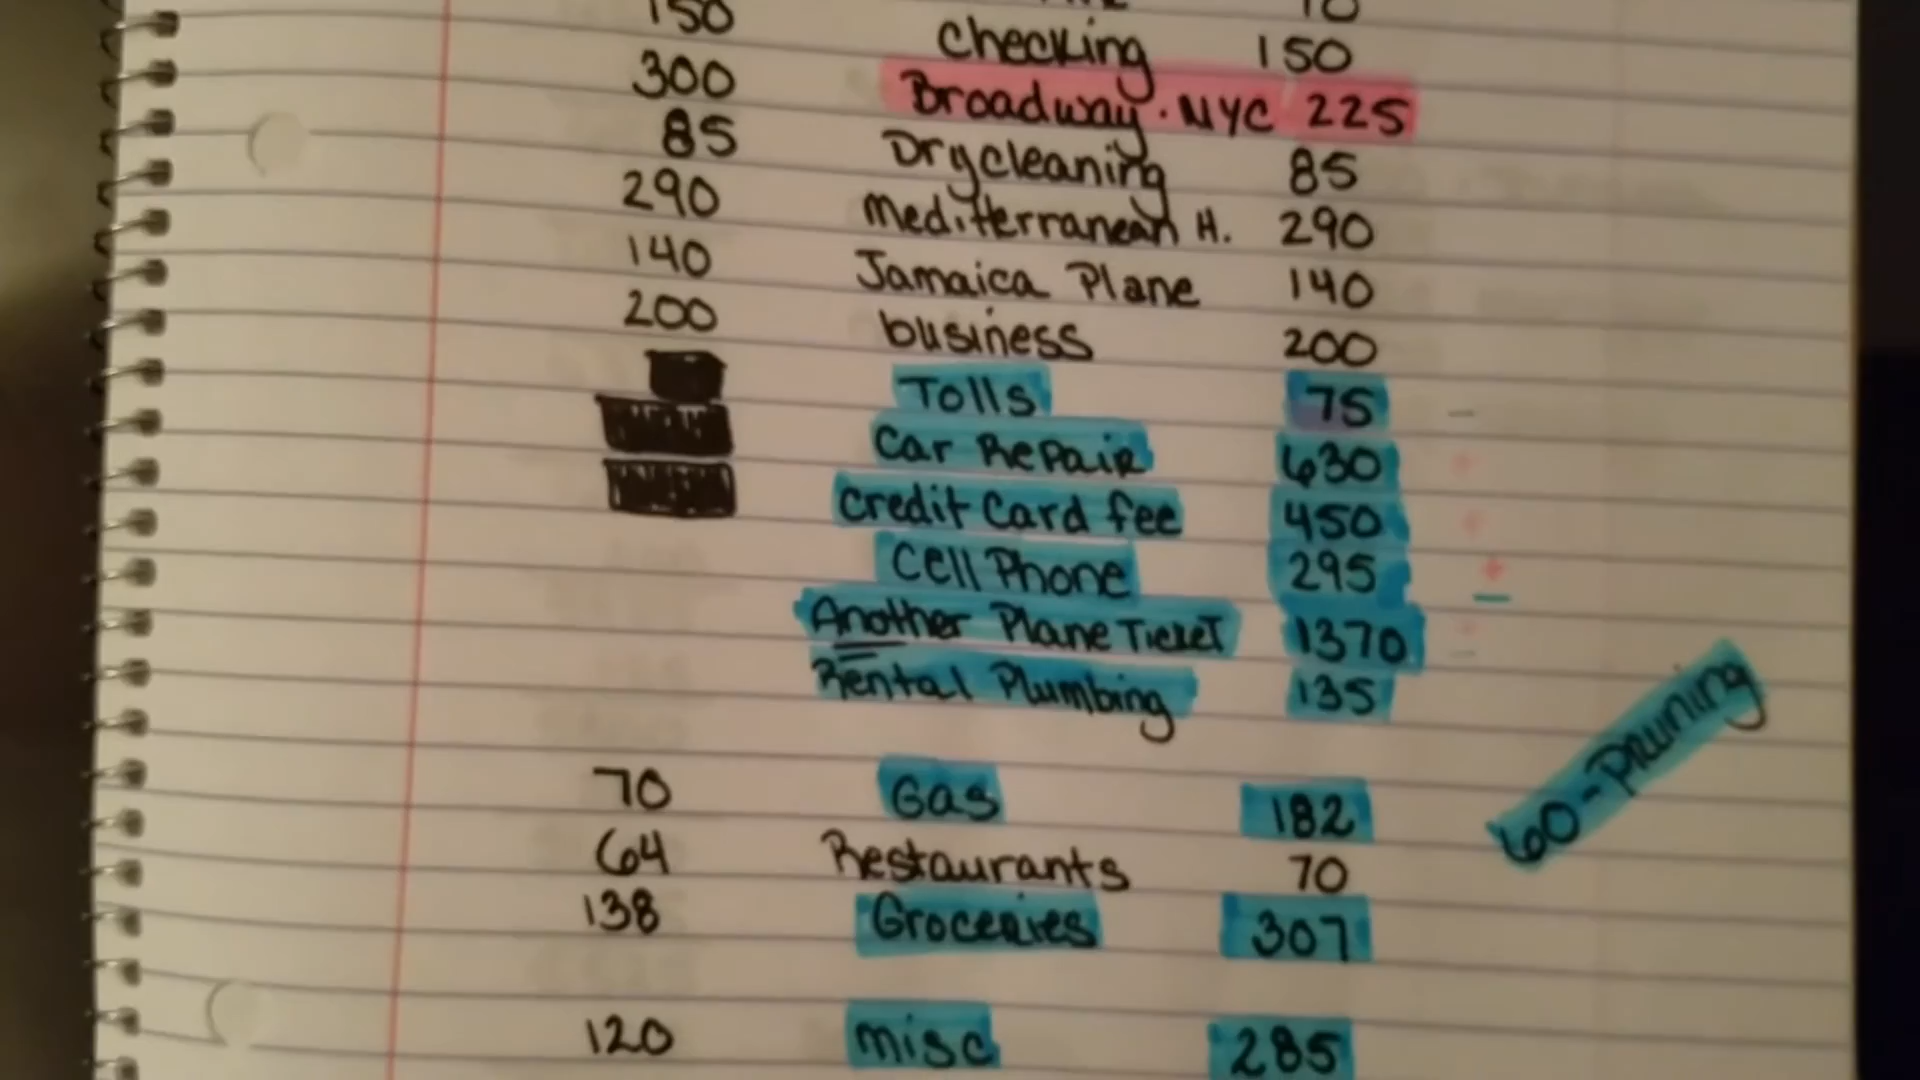 150 Checking 150
300 Broadway. NYC 225
85 Drycleaning 85
290 Mediterranean H. 290
140 Jamaica Plane 140
200 business 200
Tolls 75
Car Repair 630
Credit Card fee 450
Cell Phone 295
Another Plane Ticket 1370
Rental Plumbing 135
60-Pruning
70 Gas 182
64 Restaurants 70
138 Groceries 307
120 misc 285